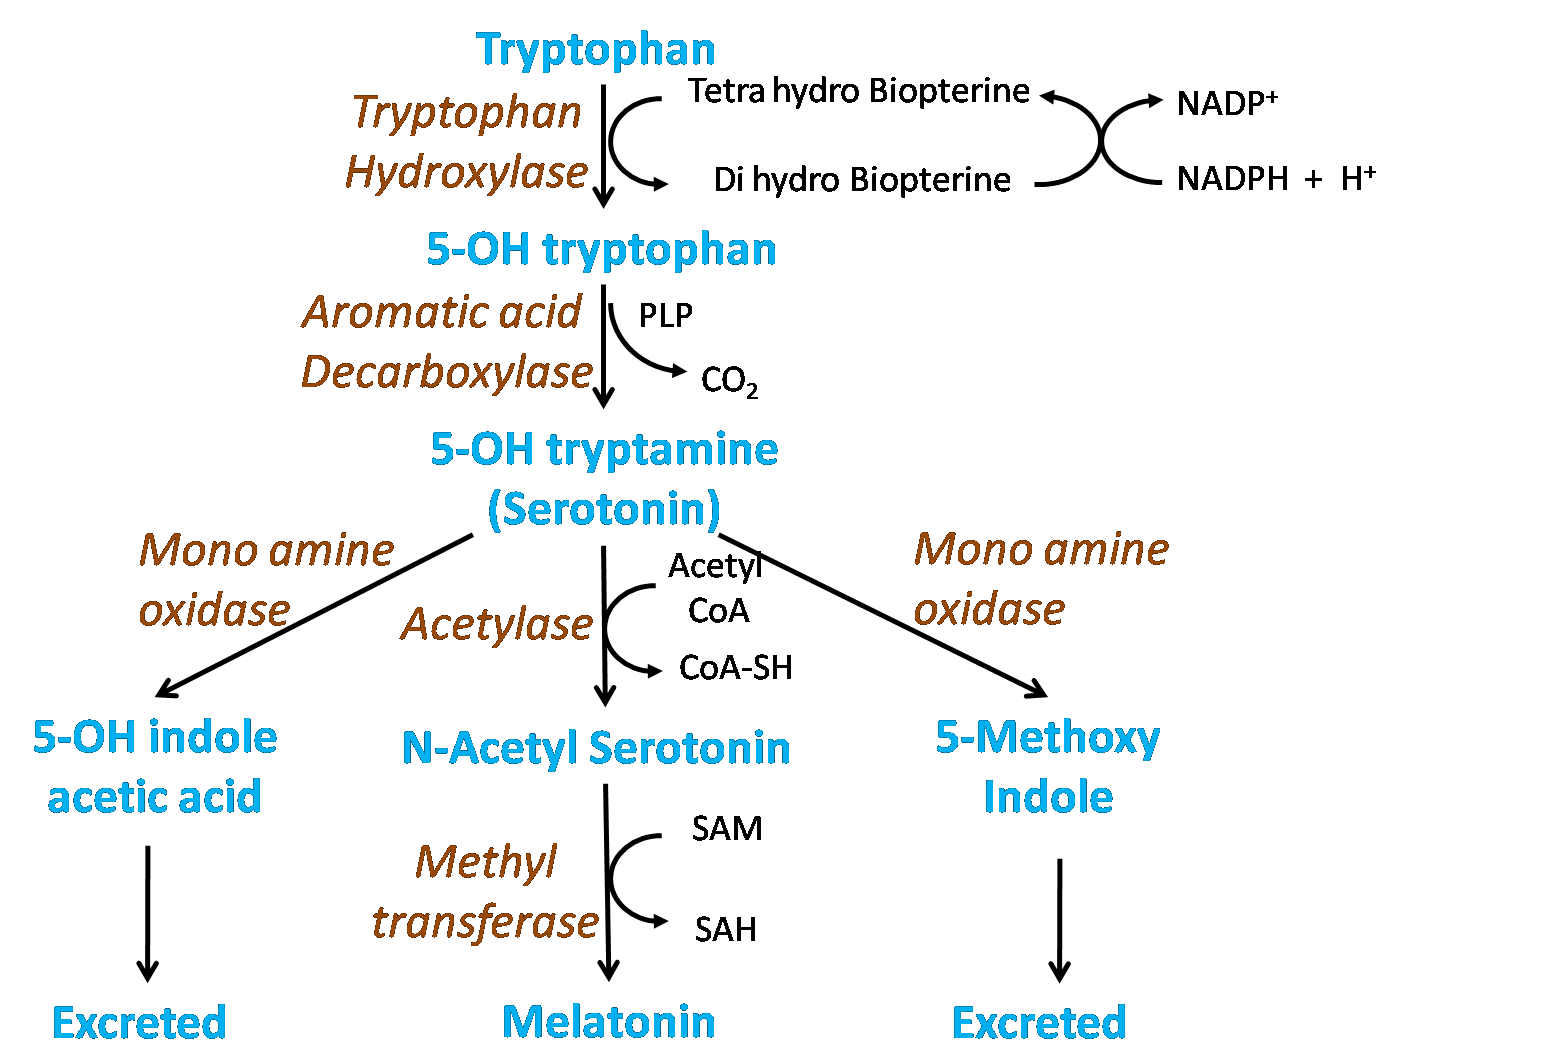 Tryptophan
Tryptophan
Hydroxylase
Tetra hydro Biopterine
NADP+
Di hydro Biopterine
NADPH + H+
5-OH tryptophan
Aromatic acid
Decarboxylase
PLP
CO2
5-OH tryptamine
(Serotonin)
Mono amine
oxidase
Acetylase
Acetyl
CoA
CoA-SH
Mono amine
oxidase
5-OH indole
acetic acid
N-Acetyl Serotonin
5-Methoxy
Indole
Methyl
transferase
SAM
SAH
Excreted
Melatonin
Excreted